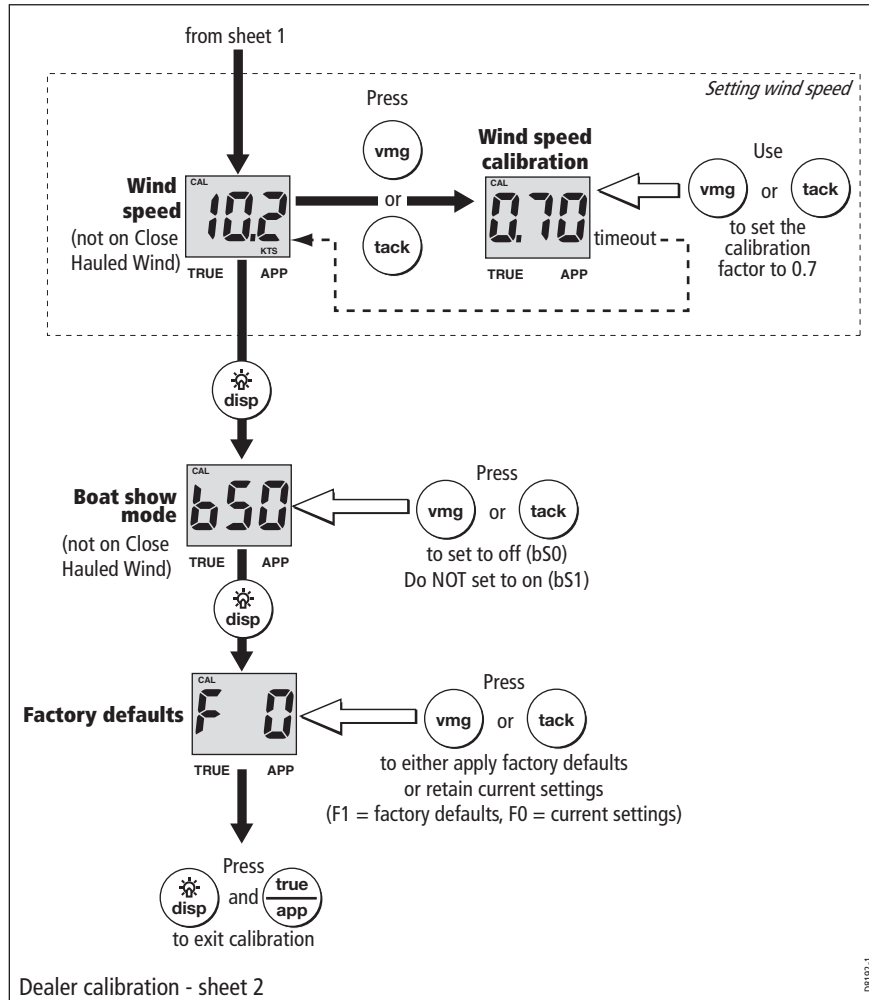 from sheet 1
Setting wind speed
Press
vmg
or
tack
Wind speed
calibration
Use
vmg
or
tack
to set the
calibration
factor to 0.7
Wind
speed
(not on Close
Hauled Wind)
CAL
10.2
KTS
TRUE APP
CAL
0.70
TRUE APP
timeout
disp
Boat show
mode
(not on Close
Hauled Wind)
CAL
bS0
TRUE APP
Press
vmg or tack
to set to off (bS0)
Do NOT set to on (bS1)
disp
Factory defaults
CAL
F 0
TRUE APP
Press
vmg or tack
to either apply factory defaults
or retain current settings
(F1 = factory defaults, F0 = current settings)
Press
disp and true
app
to exit calibration
Dealer calibration - sheet 2
D8192-1